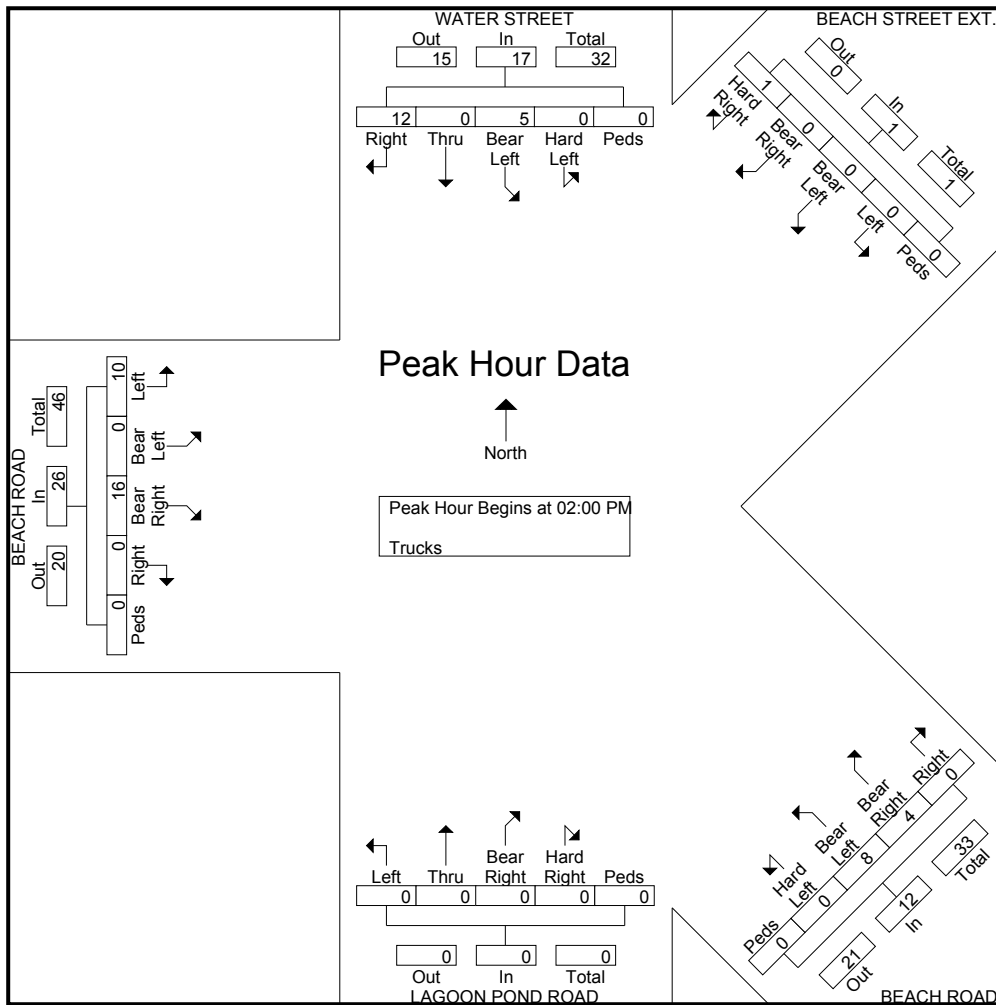 WATER STREET
Out In Total
15 17 32
12 0 5 0 0
Right Thru Bear Left Hard Left Peds
BEACH STREET EXT.
Out In Total
0 1 1
1 0 0 0 0
Hard Right Bear Right Bear Left Left Peds
Peak Hour Data
North
Peak Hour Begins at 02:00 PM
Trucks
BEACH ROAD
Out In Total
20 26 46
10 0 16 0 0
Left Bear Left Bear Right Right Peds
Left Thru Bear Right Hard Right Peds
0 0 0 0 0
0 0 0
Out In Total
LAGOON POND ROAD
Peds Hard Left Bear Left Bear Right Right
0 0 8 4 0
21 12 33
Out In Total
BEACH ROAD